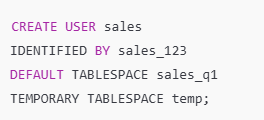 CREATE USER sales
IDENTIFIED BY sales_123
DEFAULT TABLESPACE sales_q1
TEMPORARY TABLESPACE temp;